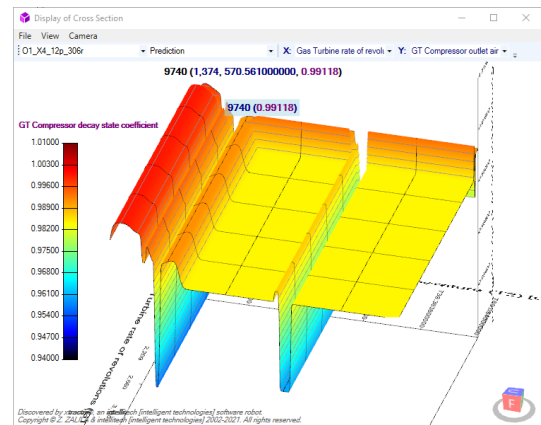 Display of Cross Section
File View Camera
O1_X4_12p_306r Prediction X: Gas Turbine rate of revolu Y: GT Compressor outlet air
9740 (1,374, 570.561000000, 0.99118)
9740 (0.99118)
GT Compressor decay state coefficient
1.01000
1.00300
0.99600
0.98900
0.98200
0.97500
0.96800
0.96100
0.95400
0.94700
0.94000
turbine rate of revolutions
F
Discovered by xtractis, an intellitech [intelligent technologies] software robot.
Copyright © Z. ZALILA & intellitech [intelligent technologies] 2002-2021. All rights reserved.